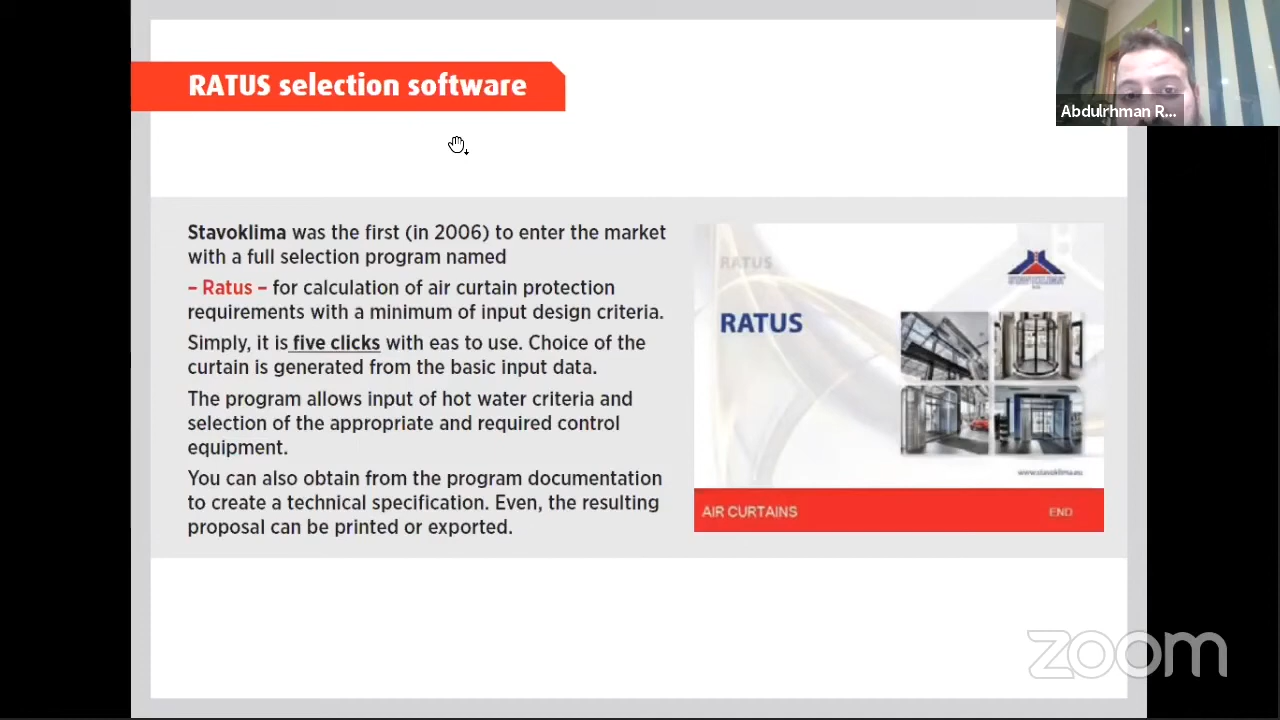 RATUS selection software
Abdulrhman R...
Stavoklima was the first (in 2006) to enter the market
with a full selection program named
– Ratus – for calculation of air curtain protection
requirements with a minimum of input design criteria.
Simply, it is five clicks with eas to use. Choice of the
curtain is generated from the basic input data.
The program allows input of hot water criteria and
selection of the appropriate and required control
equipment.
You can also obtain from the program documentation
to create a technical specification. Even, the resulting
proposal can be printed or exported.
RATUS
STAVOKLIMA
RATUS
www.stavoklima.eu
AIR CURTAINS
END
zoom